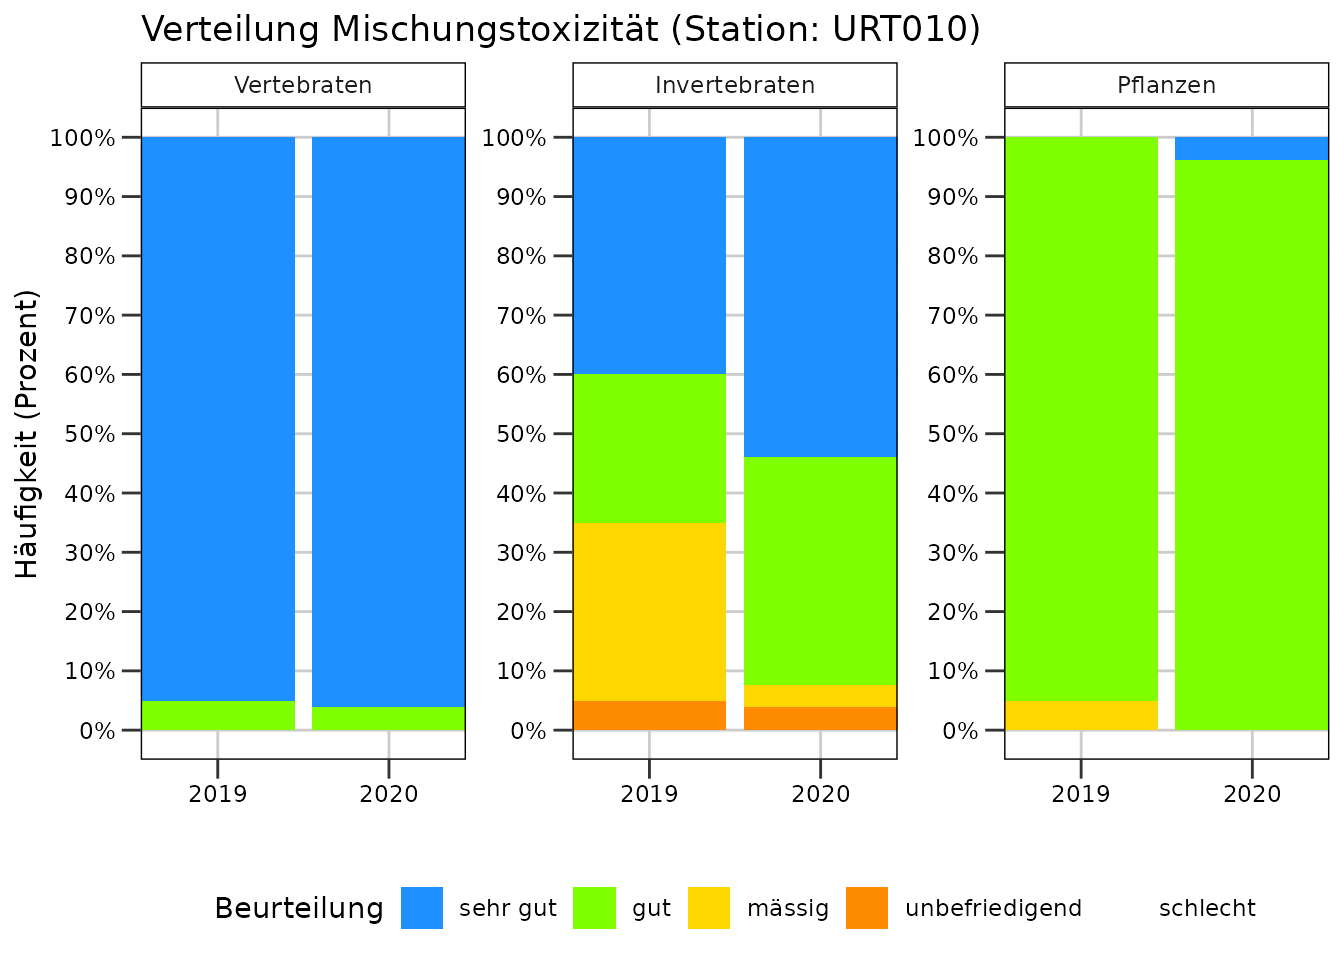 Verteilung Mischungstoxizität (Station: URT010)
Vertebraten Invertebraten Pflanzen
100% 100% 100%
90% 90% 90%
80% 80% 80%
70% 70% 70%
60% 60% 60%
50% 50% 50%
40% 40% 40%
30% 30% 30%
20% 20% 20%
10% 10% 10%
0% 0% 0%
Häufigkeit (Prozent)
2019 2020 2019 2020 2019 2020
Beurteilung sehr gut gut mässig unbefriedigend schlecht